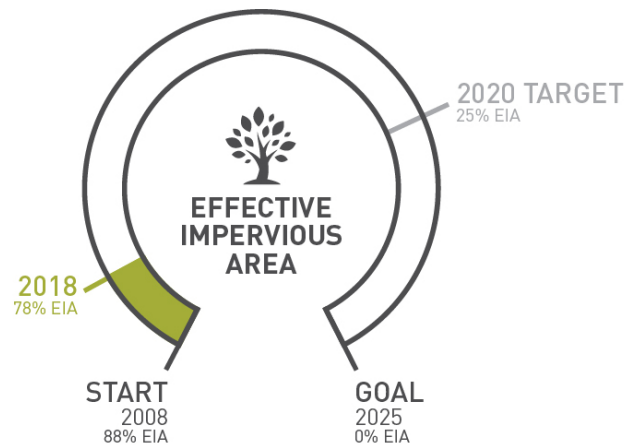 2020 TARGET
25% EIA
EFFECTIVE
IMPERVIOUS
AREA
2018
78% EIA
START
2008
88% EIA
GOAL
2025
0% EIA